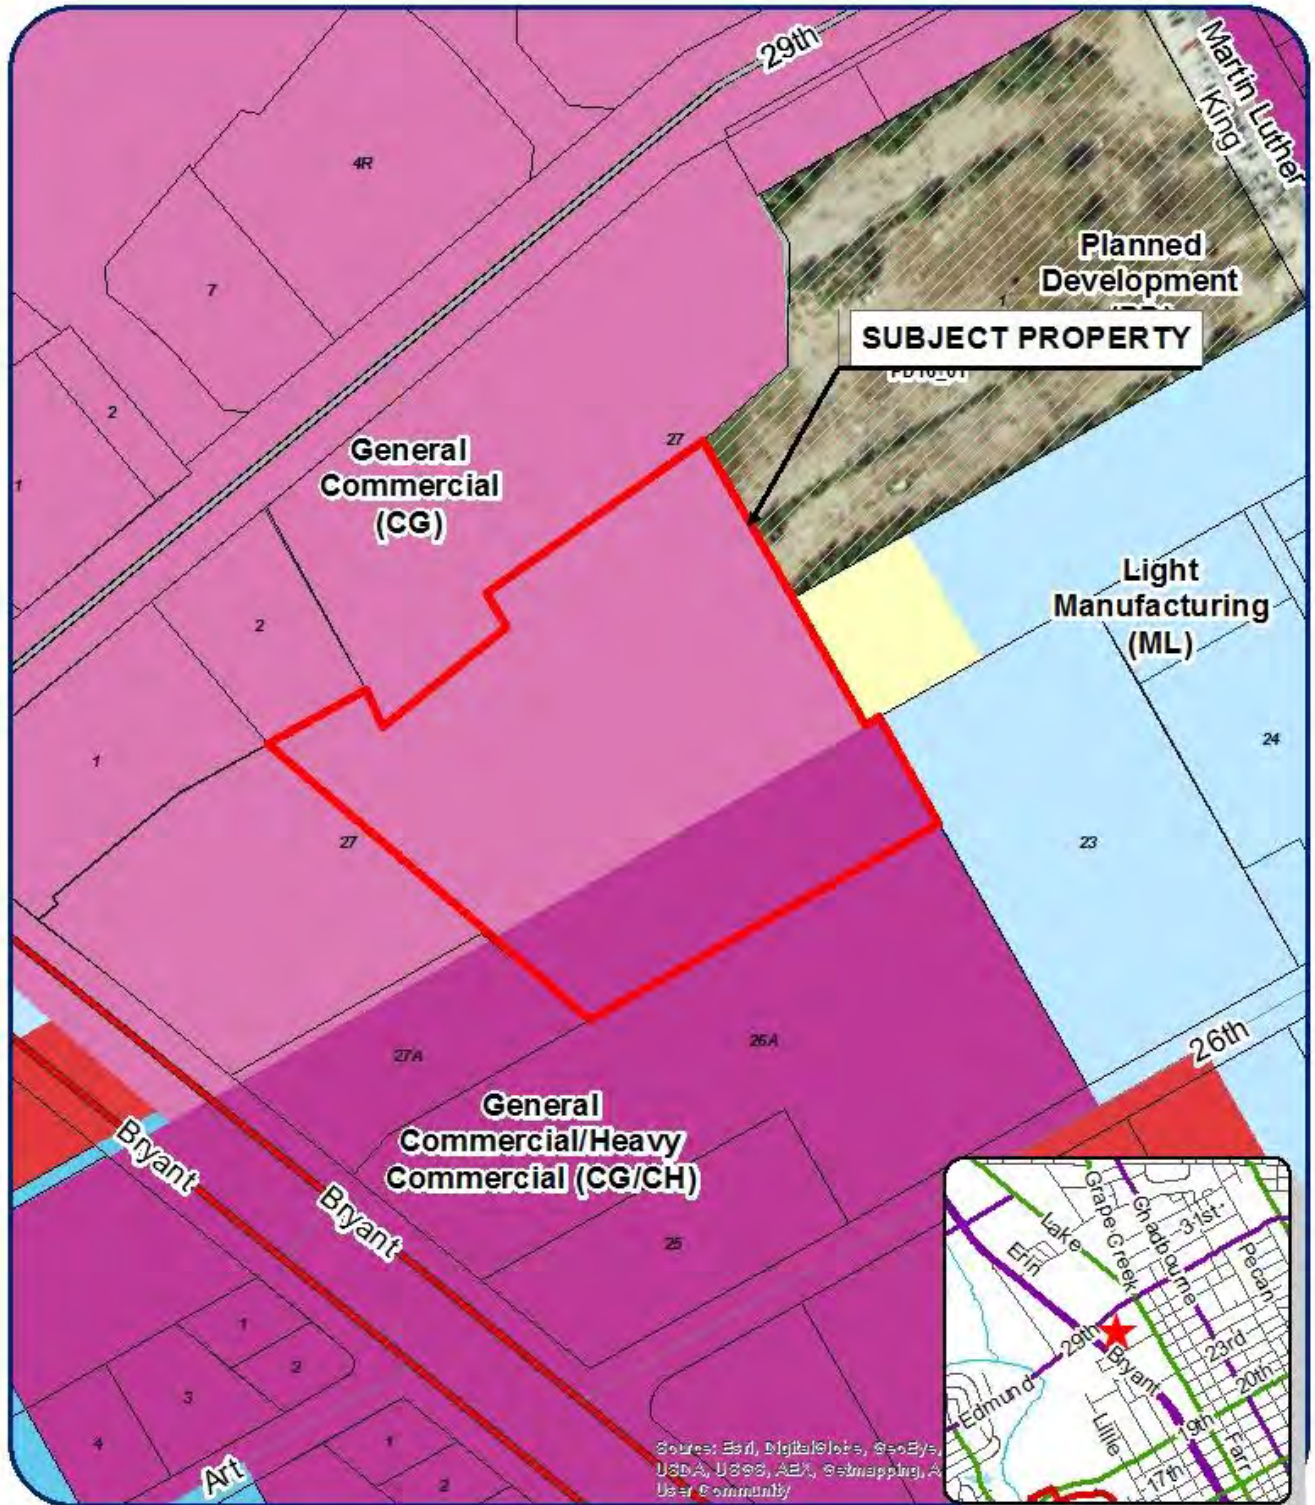 29th
Martin Luther
King
4R
7
Planned
Development
1
SUBJECT PROPERTY
2
27
General
Commercial
(CG)
1
Light
Manufacturing
(ML)
2
24
1
27
23
26th
27A
26A
General
Commercial/Heavy
Commercial (CG/CH)
Bryant
Bryant
25
1
2
3
4
1
2
Art
Lake
Grape Creek
Chadbourne
31st
Pecan
Erin
29th
23rd
Bryant
20th
Edmund
Lillie
19th
Farr
17th
Source: Esri, DigitalGlobe, GeoEye,
USDA, USGS, AEX, Getmapping, A
User Community